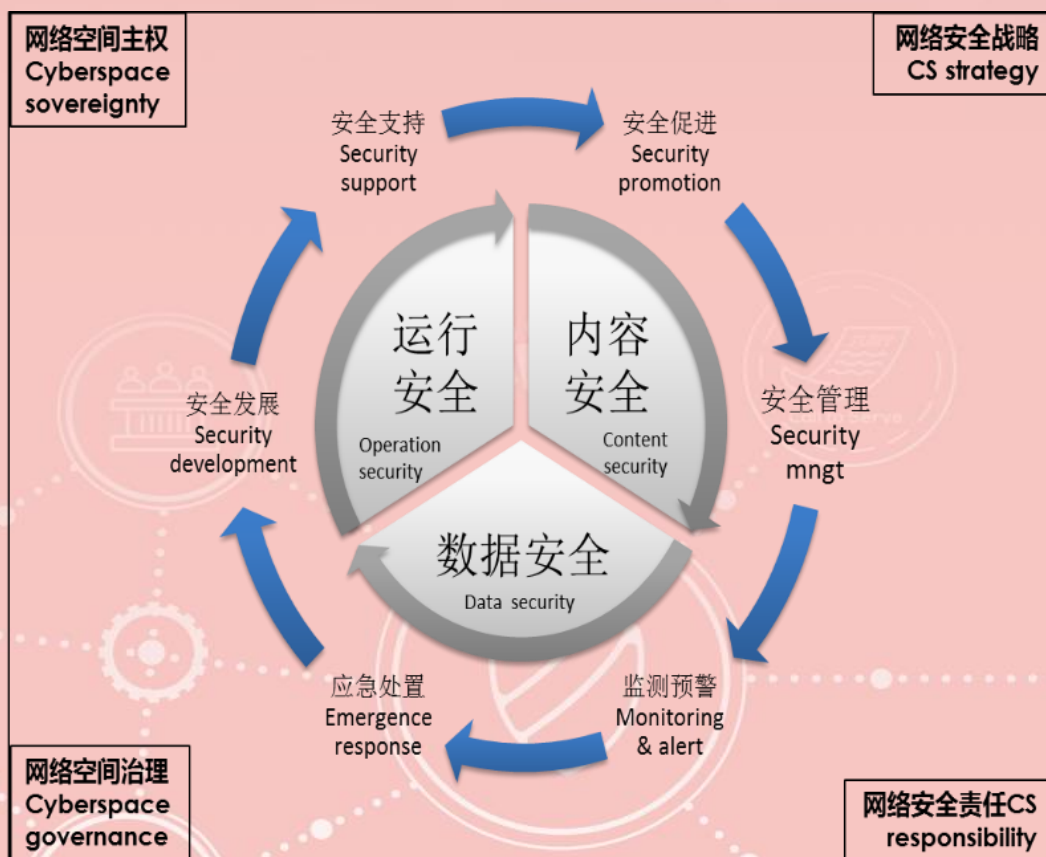 网络空间主权
Cyberspace
sovereignty
网络安全战略
CS strategy
安全支持
Security
support
安全促进
Security
promotion
安全管理
Security
mngt
监测预警
Monitoring
& alert
应急处置
Emergence
response
安全发展
Security
development
运行
安全
Operation
security
内容
安全
Content
security
数据安全
Data security
网络空间治理
Cyberspace
governance
网络安全责任CS
responsibility